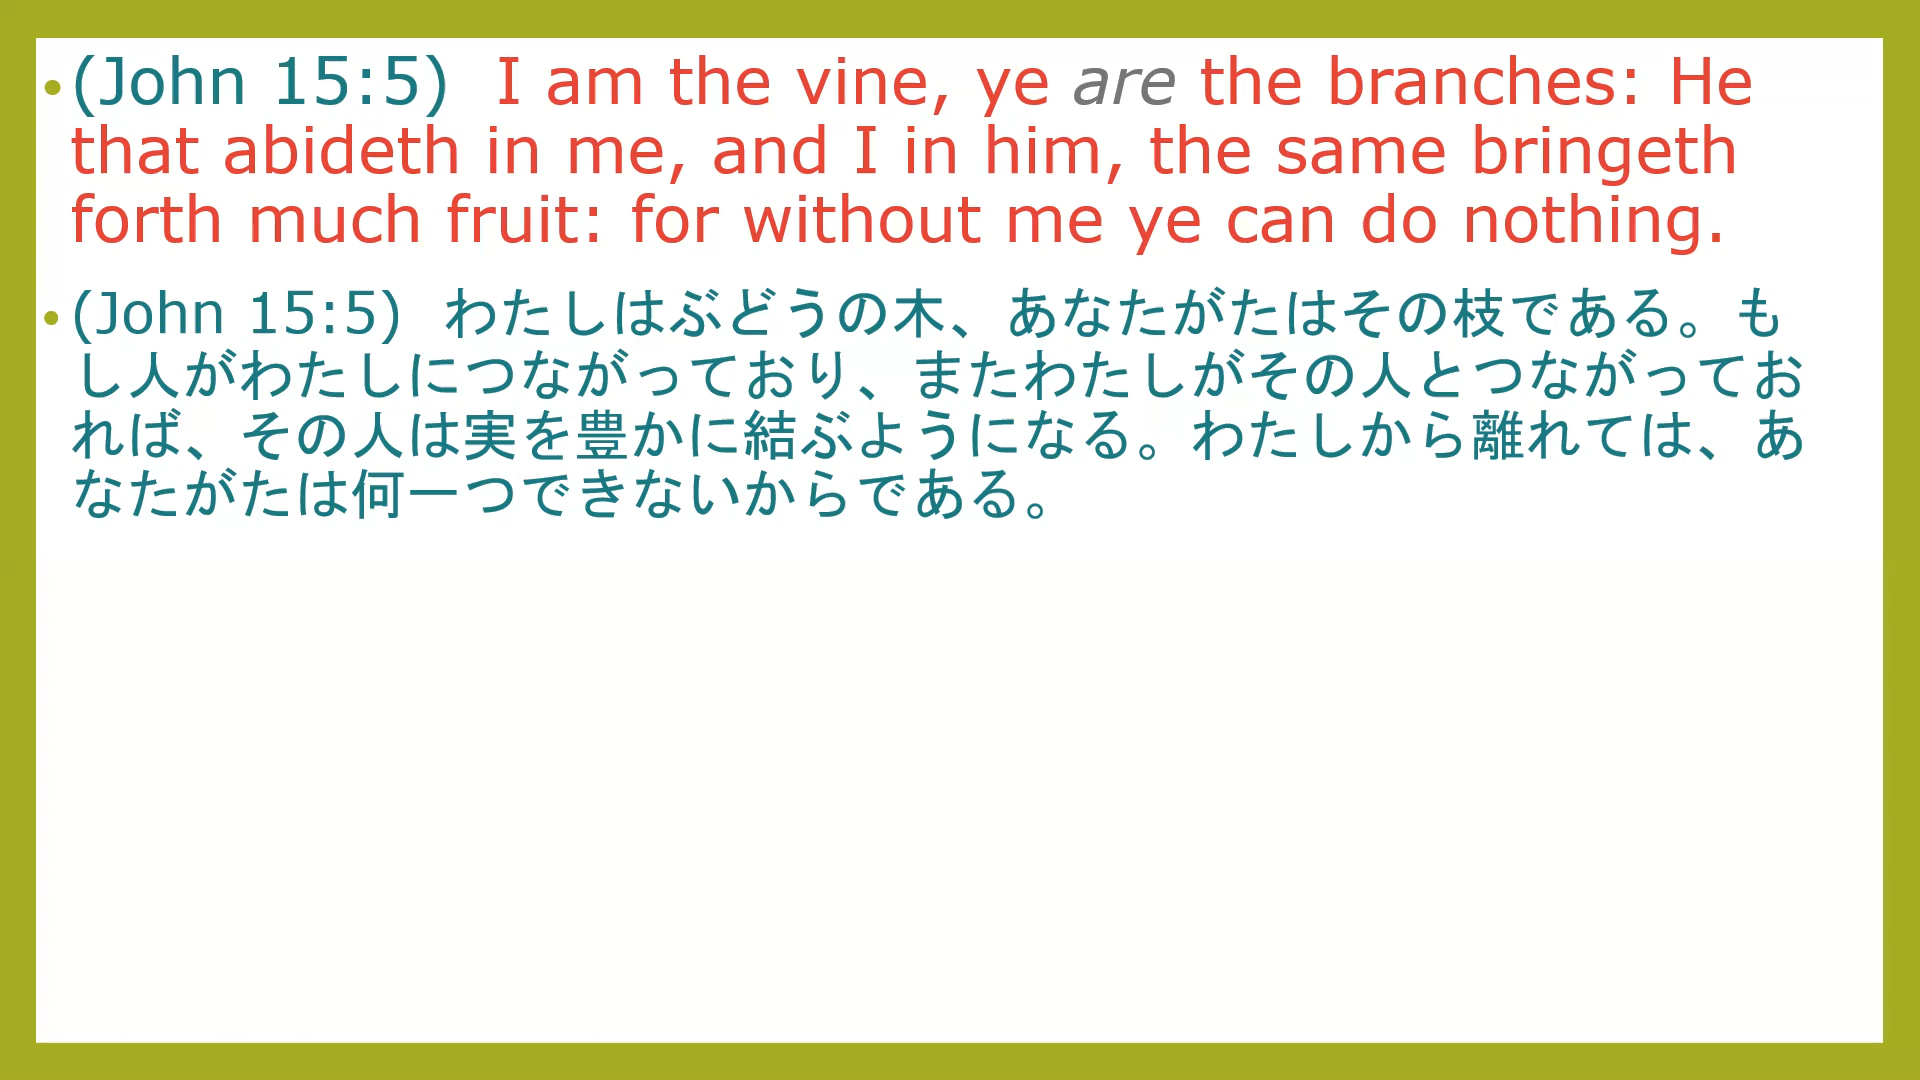 •(John 15:5)  I am the vine, ye are the branches: He
that abideth in me, and I in him, the same bringeth
forth much fruit: for without me ye can do nothing.
•(John 15:5)  わたしはぶどうの木、あなたがたはその枝である。も
し人がわたしにつながっており、またわたしがその人とつながってお
れば、その人は実を豊かに結ぶようになる。わたしから離れては、あ
なたがたは何一つできないからである。